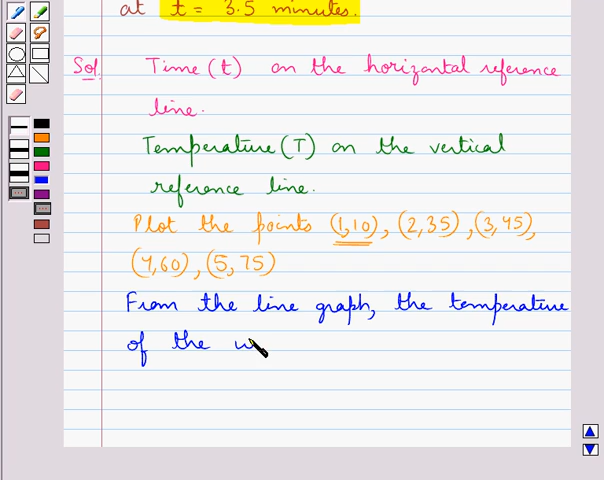 at t = 3.5 minutes.
Sol. Time (t) on the horizontal reference
line.
Temperature (T) on the vertical
reference line.
Plot the points (1,10), (2,35), (3,45),
(4,60), (5,75)
From the line graph, the temperature
of the w